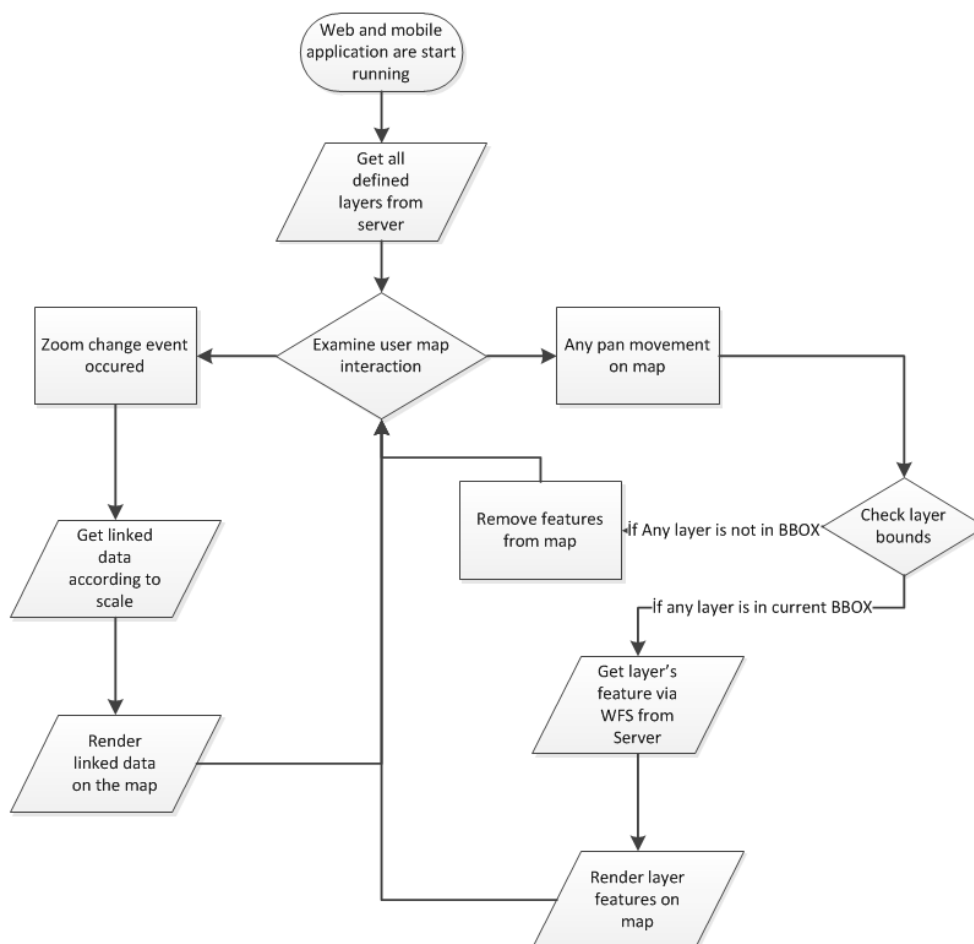 Web and mobile
application are start
running
Get all
defined
layers from
server
Zoom change event
occured
Examine user map
interaction
Any pan movement
on map
Remove features
from map
İf Any layer is not in BBOX
Check layer
bounds
Get linked
data
according to
scale
İf any layer is in current BBOX
Get layer's
feature via
WFS from
Server
Render
linked data
on the map
Render layer
features on
map